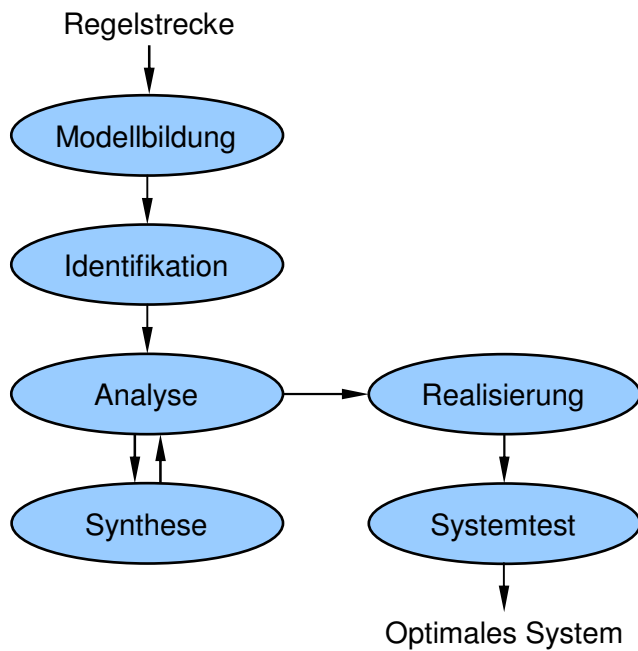 Regelstrecke
Modellbildung
Identifikation
Analyse
Synthese
Realisierung
Systemtest
Optimales System